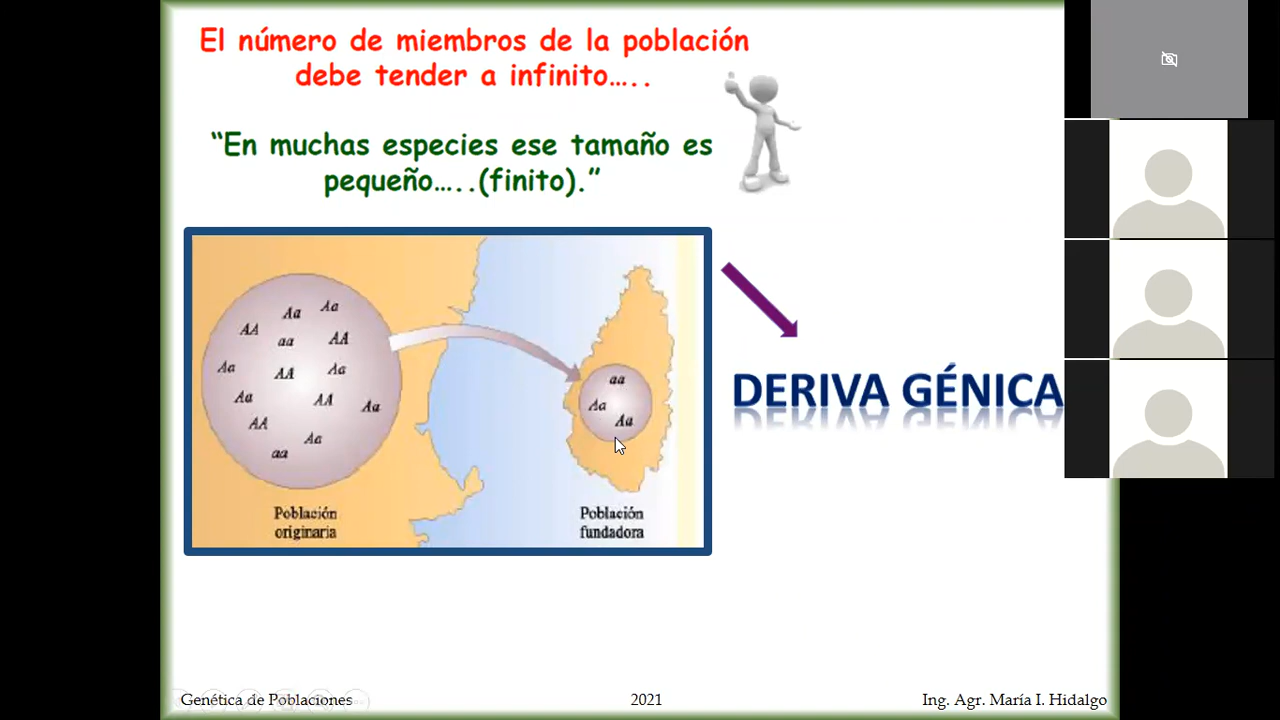 El número de miembros de la población
debe tender a infinito…..
“En muchas especies ese tamaño es
pequeño…..(finito).”
Aa Aa
AA
aa AA
Aa AA Aa
Aa AA Aa
AA Aa
aa
aa
Aa
Aa
Población
originaria
Población
fundadora
DERIVA GÉNICA
Genética de Poblaciones 2021 Ing. Agr. María I. Hidalgo